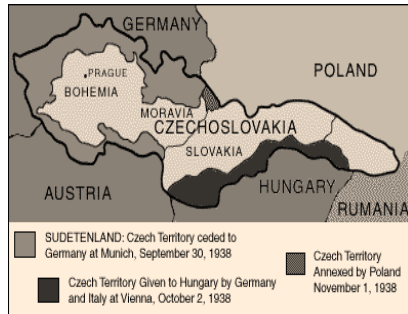 GERMANY
POLAND
PRAGUE
BOHEMIA
MORAVIA
CZECHOSLOVAKIA
SLOVAKIA
AUSTRIA
HUNGARY
RUMANIA
SUDETENLAND: Czech Territory ceded to
Germany at Munich, September 30, 1938
Czech Territory Given to Hungary by Germany
and Italy at Vienna, October 2, 1938
Czech Territory
Annexed by Poland
November 1, 1938